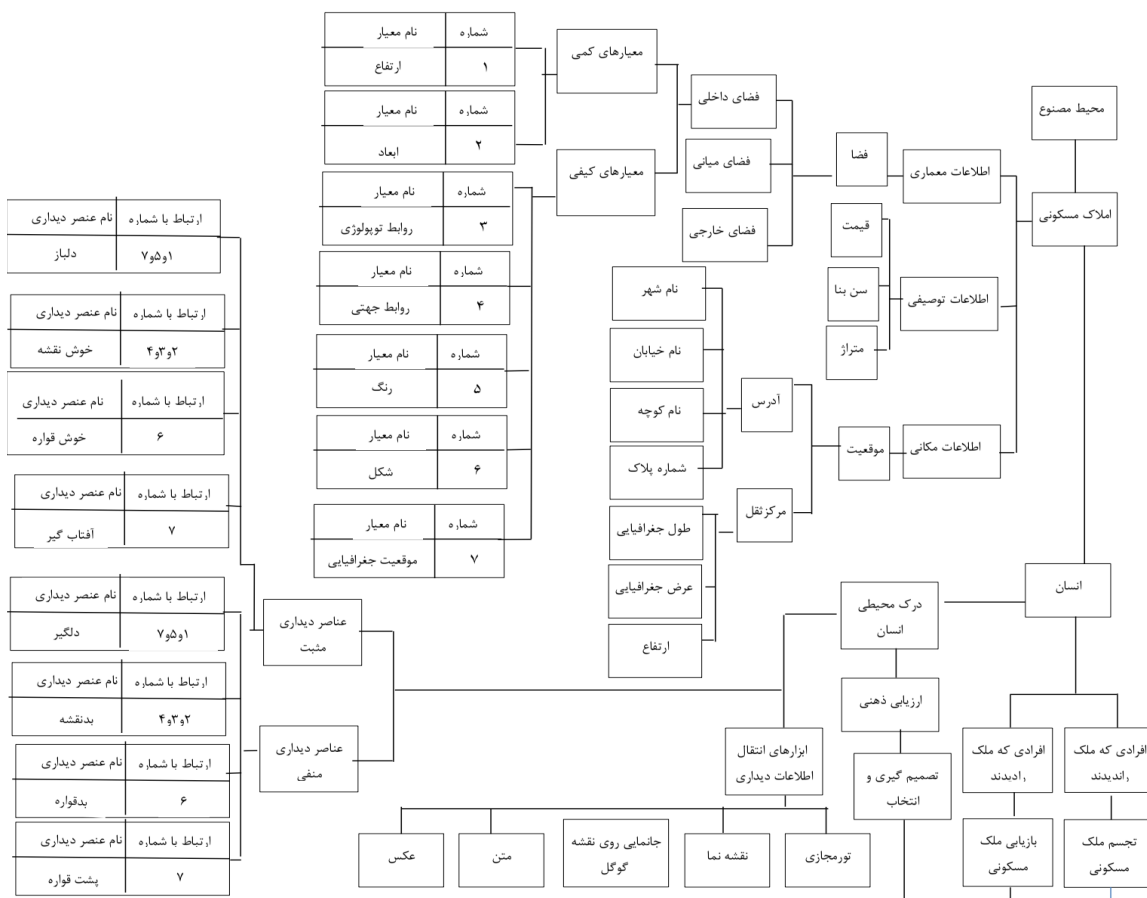 محیط مصنوع
املاک مسکونی
اطلاعات معماری
فضا
فضای داخلی
فضای میانی
فضای خارجی
معیارهای کمی
شماره
نام معیار
۱
ارتفاع
شماره
نام معیار
۲
ابعاد
معیارهای کیفی
شماره
نام معیار
۳
روابط توپولوژی
شماره
نام معیار
۴
روابط جهتی
شماره
نام معیار
۵
رنگ
شماره
نام معیار
۶
شکل
شماره
نام معیار
۷
موقعیت جغرافیایی
اطلاعات توصیفی
قیمت
سن بنا
متراژ
اطلاعات مکانی
موقعیت
آدرس
نام شهر
نام خیابان
نام کوچه
شماره پلاک
مرکزثقل
طول جغرافیایی
عرض جغرافیایی
ارتفاع
انسان
درک محیطی
انسان
ارزیابی ذهنی
تصمیم گیری و
انتخاب
افرادی که ملک
راندیدند
تجسم ملک
مسکونی
افرادی که ملک
رادیدند
بازیابی ملک
مسکونی
ابزارهای انتقال
اطلاعات دیداری
تورمجازی
نقشه نما
جانمایی روی نقشه
گوگل
متن
عکس
عناصر دیداری
مثبت
ارتباط با شماره
نام عنصر دیداری
۱و۵و۷
دلباز
ارتباط با شماره
نام عنصر دیداری
۲و۳و۴
خوش نقشه
ارتباط با شماره
نام عنصر دیداری
۶
خوش قواره
ارتباط با شماره
نام عنصر دیداری
۷
آفتاب گیر
عناصر دیداری
منفی
ارتباط با شماره
نام عنصر دیداری
۱و۵و۷
دلگیر
ارتباط با شماره
نام عنصر دیداری
۲و۳و۴
بدنقشه
ارتباط با شماره
نام عنصر دیداری
۶
بدقواره
ارتباط با شماره
نام عنصر دیداری
۷
پشت قواره